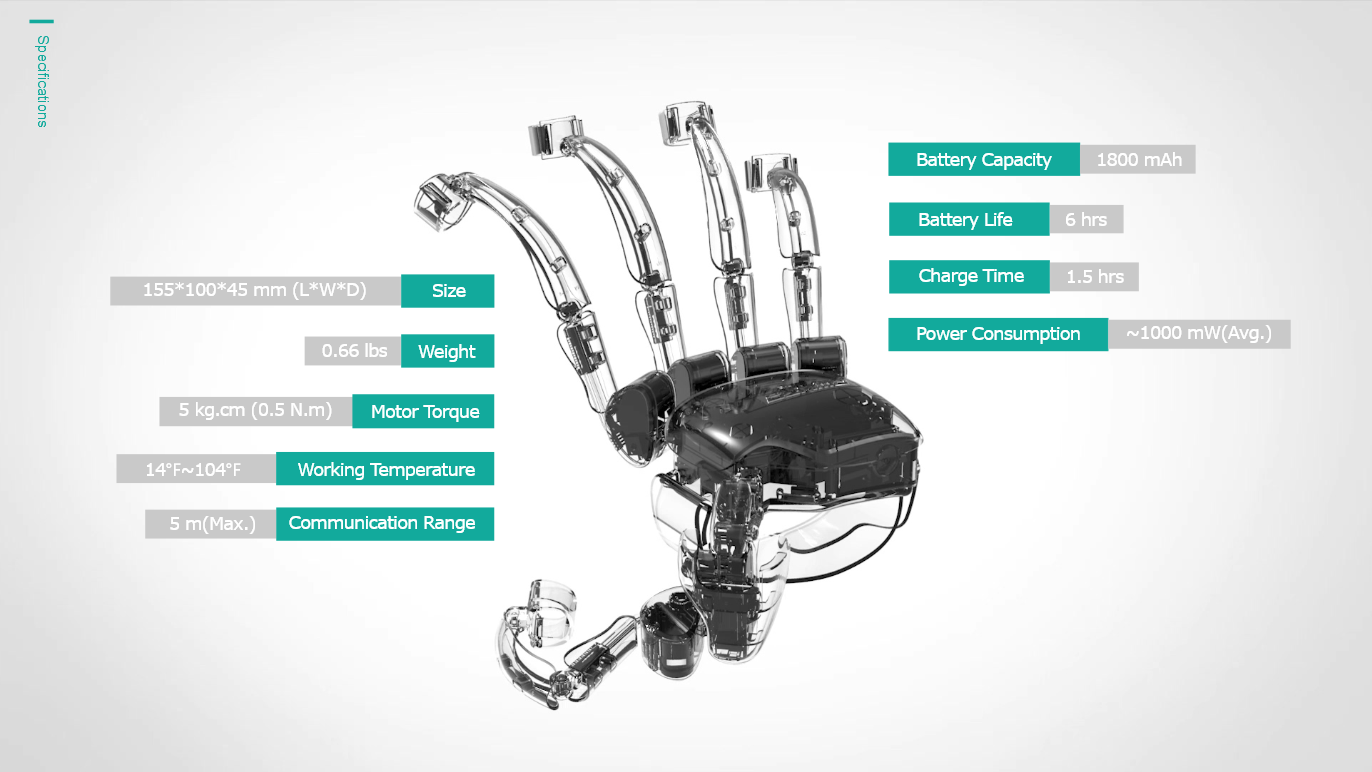 Specifications
155*100*45 mm (L*W*D) Size
0.66 lbs Weight
5 kg.cm (0.5 N.m) Motor Torque
14°F~104°F Working Temperature
5 m(Max.) Communication Range
Battery Capacity 1800 mAh
Battery Life 6 hrs
Charge Time 1.5 hrs
Power Consumption ~1000 mW(Avg.)